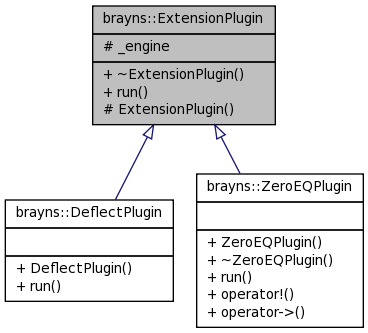 brayns::ExtensionPlugin
# _engine
+ ~ExtensionPlugin()
+ run()
# ExtensionPlugin()
brayns::DeflectPlugin
+ DeflectPlugin()
+ run()
brayns::ZeroEQPlugin
+ ZeroEQPlugin()
+ ~ZeroEQPlugin()
+ run()
+ operator!()
+ operator->()